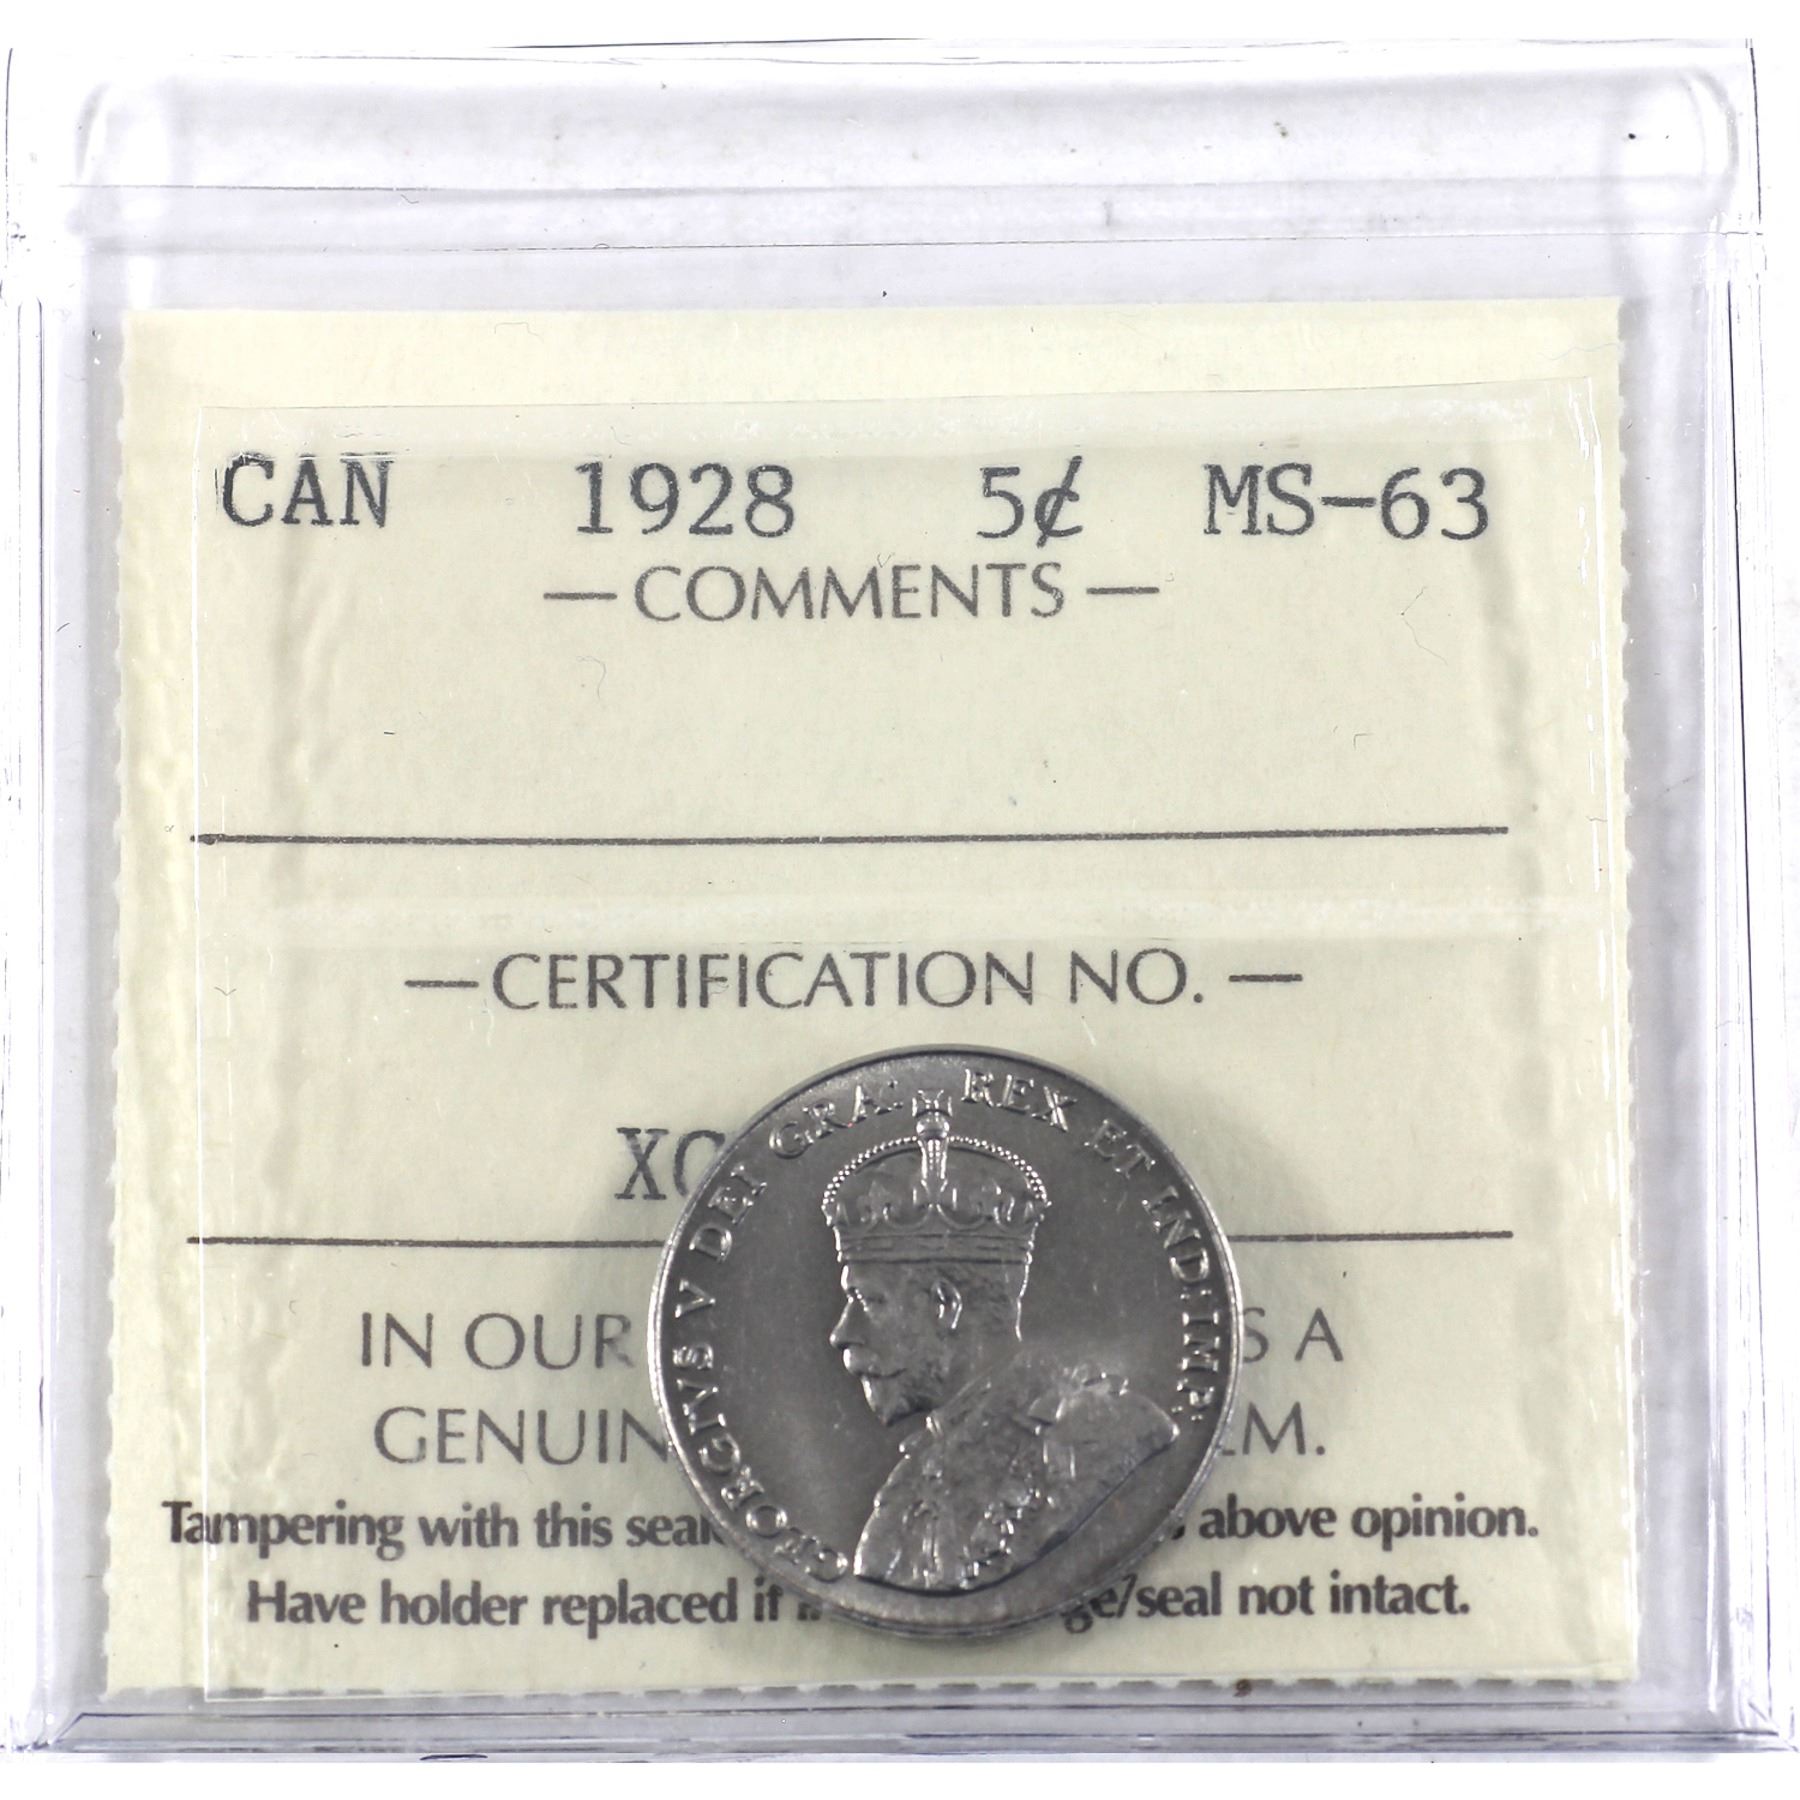 CAN 1928 5¢ MS-63
— COMMENTS —
— CERTIFICATION NO. —
GEORGIVS V DEI GRA: REX ET IND: IMP:
IN OUR S A
GENUIN EM.
Tampering with this seal above opinion.
Have holder replaced if ge/seal not intact.